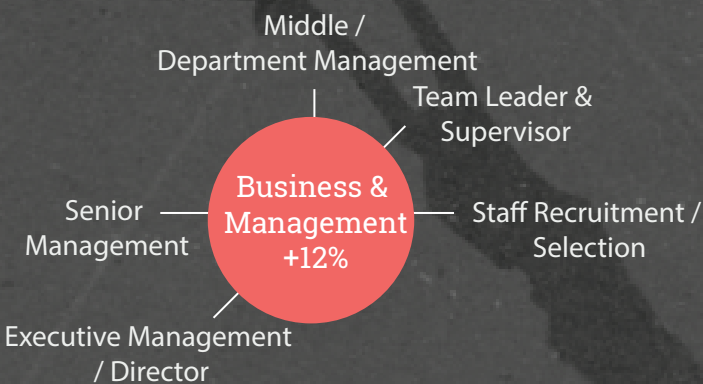 Middle /
Department Management
Team Leader &
Supervisor
Business &
Management
+12%
Senior
Management
Staff Recruitment /
Selection
Executive Management
/ Director